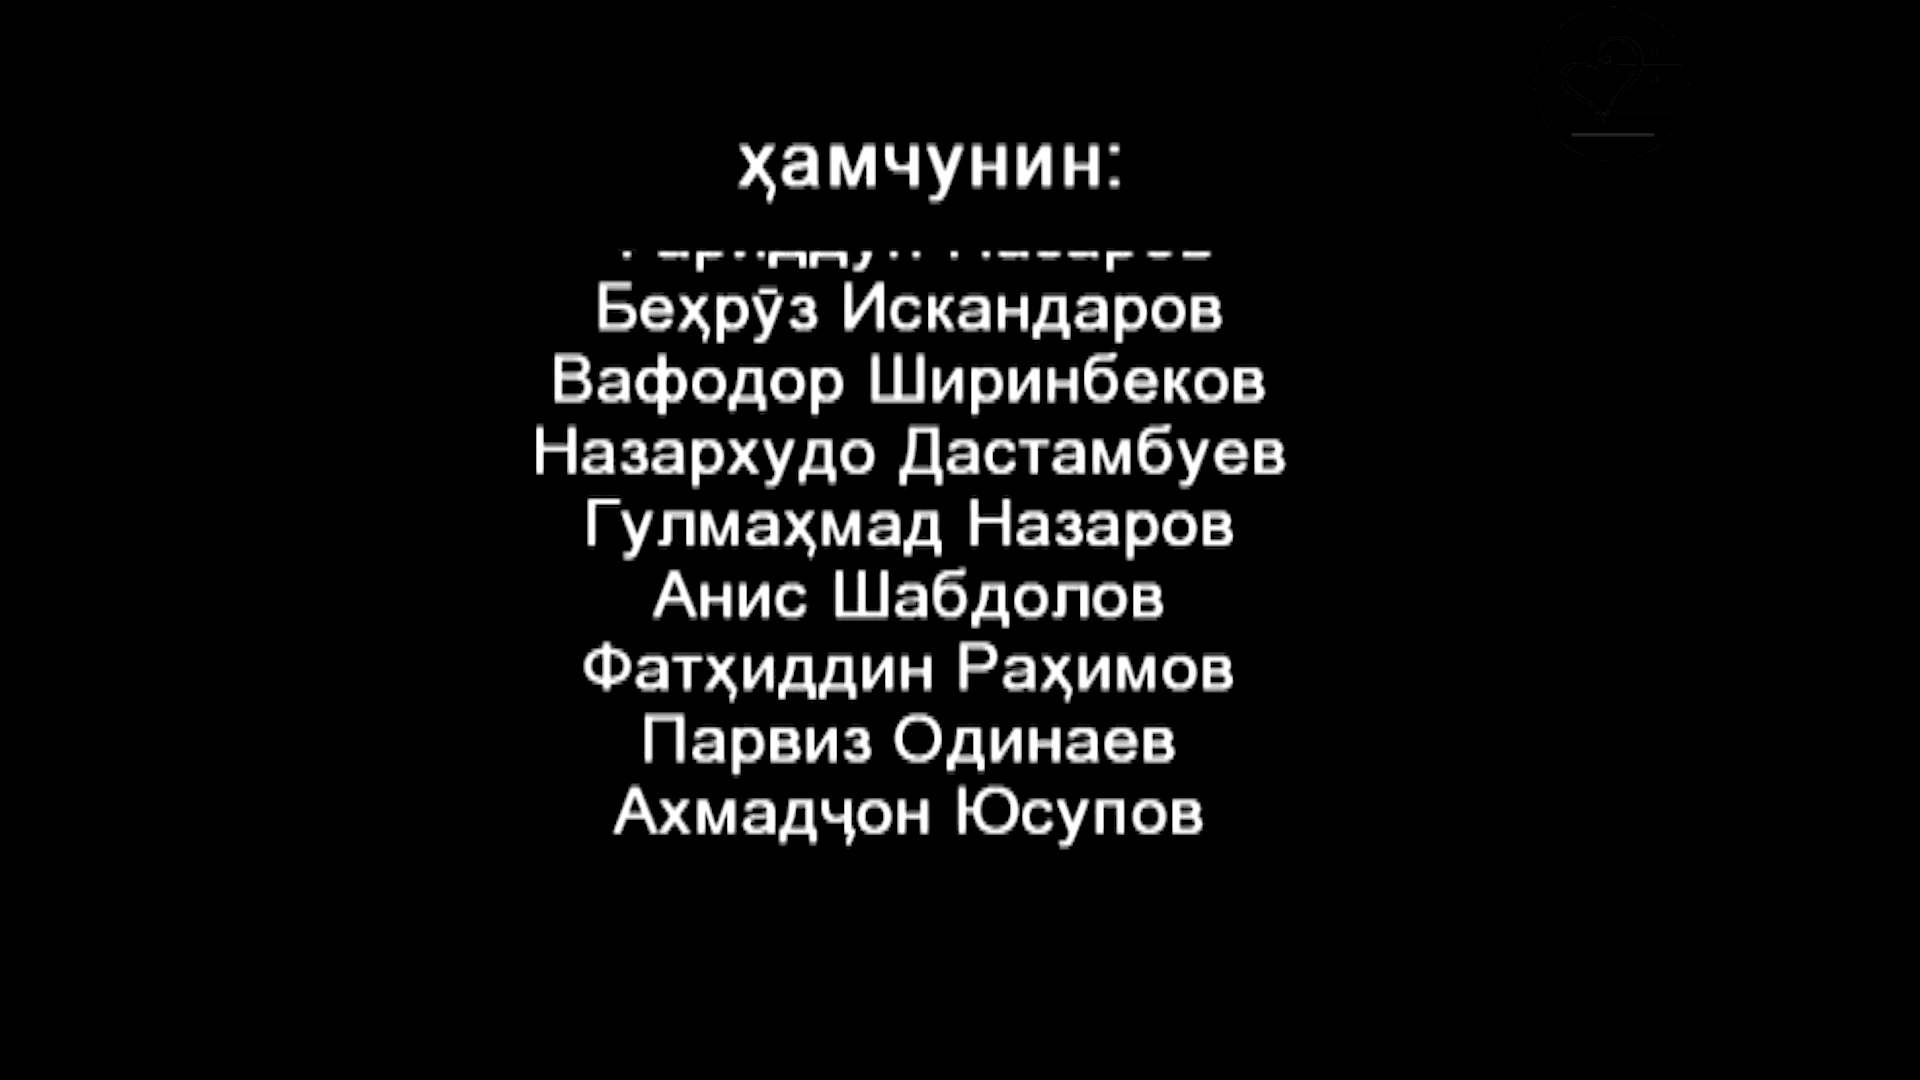 ҳамчунин:
Беҳрӯз Искандаров
Вафодор Ширинбеков
Назархудо Дастамбуев
Гулмаҳмад Назаров
Анис Шабдолов
Фатҳиддин Раҳимов
Парвиз Одинаев
Ахмадҷон Юсупов